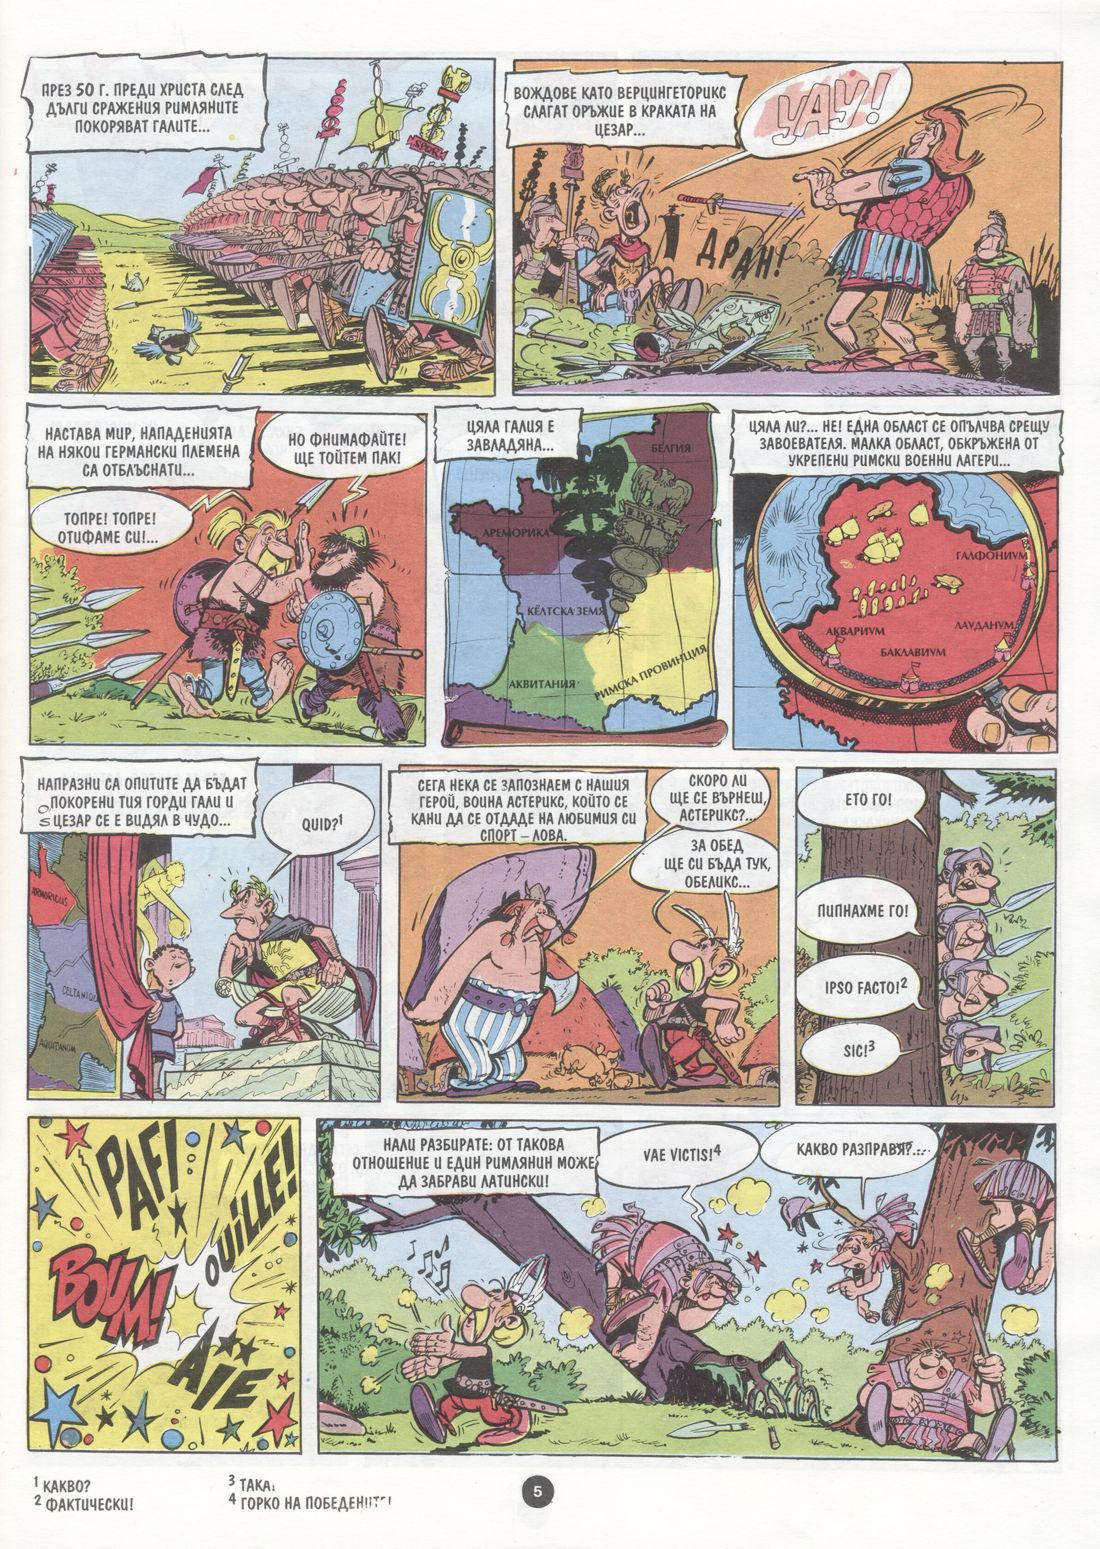 ПРЕЗ 50 Г. ПРЕДИ ХРИСТА СЛЕД
ДЪЛГИ СРАЖЕНИЯ РИМЛЯНИТЕ
ПОКОРЯВАТ ГАЛИТЕ...
SPQR
ВОЖДОВЕ КАТО ВЕРЦИНГЕТОРИКС
СЛАГАТ ОРЪЖИЕ В КРАКАТА НА
ЦЕЗАР...
УАУ!
ДРАН!
НАСТАВА МИР, НАПАДЕНИЯТА
НА НЯКОИ ГЕРМАНСКИ ПЛЕМЕНА
СА ОТБЛЪСНАТИ...
НО ФНИМАФАЙТЕ!
ЩЕ ТОЙТЕМ ПАК!
ТОПРЕ! ТОПРЕ!
ОТИФАМЕ СИ!...
ЦЯЛА ГАЛИЯ Е
ЗАВЛАДЯНА...
БЕЛГИЯ
АРЕМОРИКА
КЕЛТСКА ЗЕМЯ
АКВИТАНИЯ
РИМСКА ПРОВИНЦИЯ
ЦЯЛА ЛИ?... НЕ! ЕДНА ОБЛАСТ СЕ ОПЪЛЧВА СРЕЩУ
ЗАВОЕВАТЕЛЯ. МАЛКА ОБЛАСТ, ОБКРЪЖЕНА ОТ
УКРЕПЕНИ РИМСКИ ВОЕННИ ЛАГЕРИ...
ГАЛФОНИУМ
АКВАРИУМ
ЛАУДАНУМ
БАКЛАВИУМ
НАПРАЗНИ СА ОПИТИТЕ ДА БЪДАТ
ПОКОРЕНИ ТИЯ ГОРДИ ГАЛИ И
ЦЕЗАР СЕ Е ВИДЯЛ В ЧУДО...
QUID?¹
ARMORICUS
AQUITANUM
СЕГА НЕКА СЕ ЗАПОЗНАЕМ С НАШИЯ
ГЕРОЙ, ВОИНА АСТЕРИКС, КОЙТО СЕ
КАНИ ДА СЕ ОТДАДЕ НА ЛЮБИМИЯ СИ
СПОРТ – ЛОВА.
СКОРО ЛИ
ЩЕ СЕ ВЪРНЕШ,
АСТЕРИКС?...
ЗА ОБЕД
ЩЕ СИ БЪДА ТУК,
ОБЕЛИКС...
ЕТО ГО!
ПИПНАХМЕ ГО!
IPSO FACTO!²
SIC!³
PAF!
OUILLE!
BOUM!
AIE
НАЛИ РАЗБИРАТЕ: ОТ ТАКОВА
ОТНОШЕНИЕ И ЕДИН РИМЛЯНИН МОЖЕ
ДА ЗАБРАВИ ЛАТИНСКИ!
VAE VICTIS!⁴
КАКВО РАЗПРАВЯ?...
¹ КАКВО?
² ФАКТИЧЕСКИ!
³ ТАКА!
⁴ ГОРКО НА ПОБЕДЕНИТЕ!
5